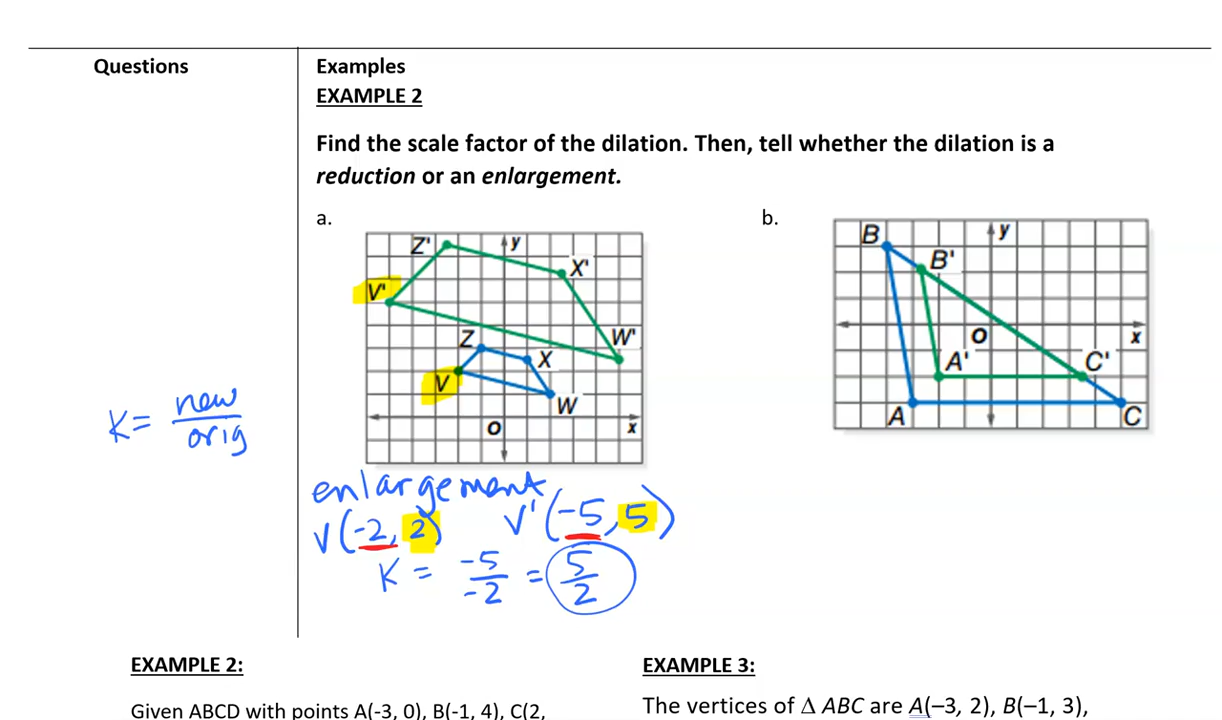 Questions
Examples
EXAMPLE 2
Find the scale factor of the dilation. Then, tell whether the dilation is a
reduction or an enlargement.
a.
b.
Z'
y
X'
V'
W'
Z
X
V
W
O
x
B
y
B'
O
x
A'
C'
A
C
K = new/orig
enlargement
V(-2, 2) V'(-5, 5)
K = -5/-2 = 5/2
EXAMPLE 2:
EXAMPLE 3:
Given ABCD with points A(-3, 0), B(-1, 4), C(2,
The vertices of Δ ABC are A(–3, 2), B(–1, 3),